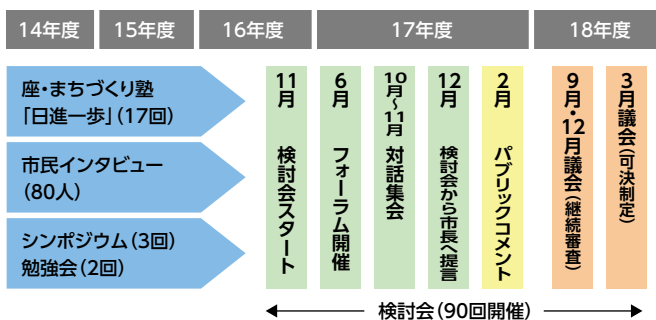 14年度
15年度
16年度
17年度
18年度
座・まちづくり塾
「日進一歩」(17回)
市民インタビュー
(80人)
シンポジウム(3回)
勉強会(2回)
11月 検討会スタート
6月 フォーラム開催
10月~11月 対話集会
12月 検討会から市長へ提言
2月 パブリックコメント
9月・12月議会(継続審査)
3月議会(可決制定)
検討会(90回開催)